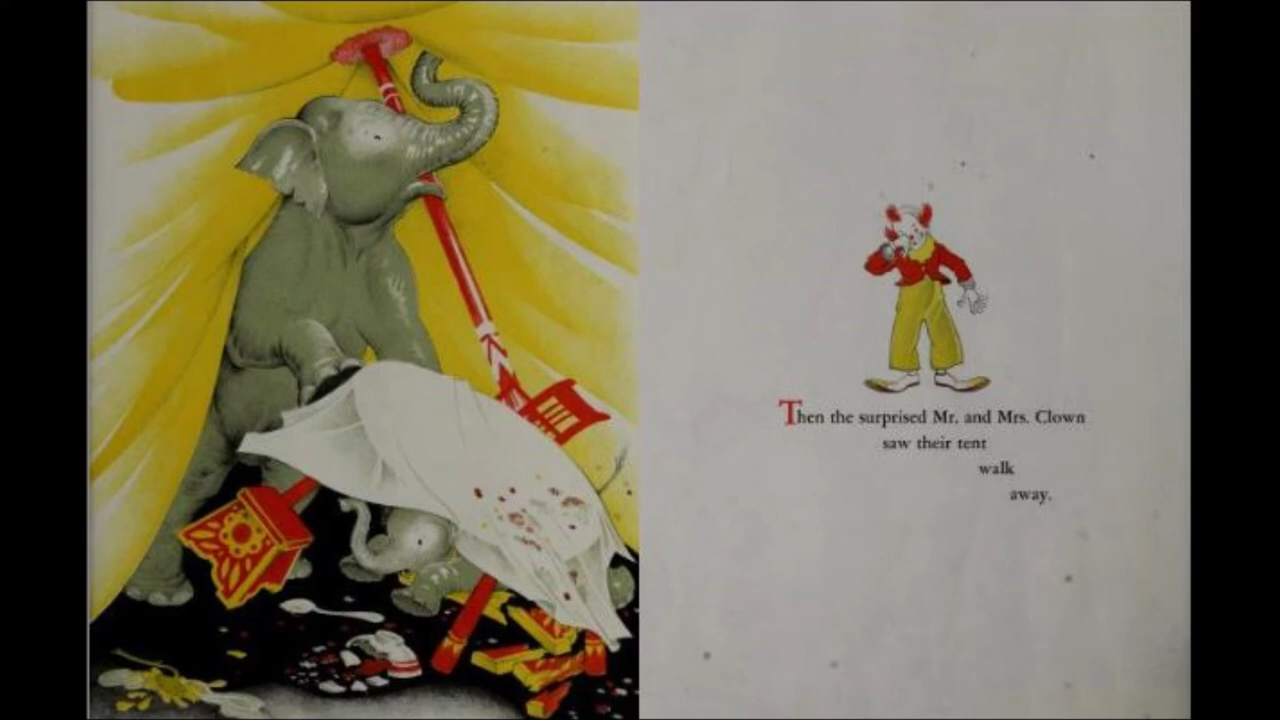 Then the surprised Mr. and Mrs. Clown
saw their tent
walk
away.